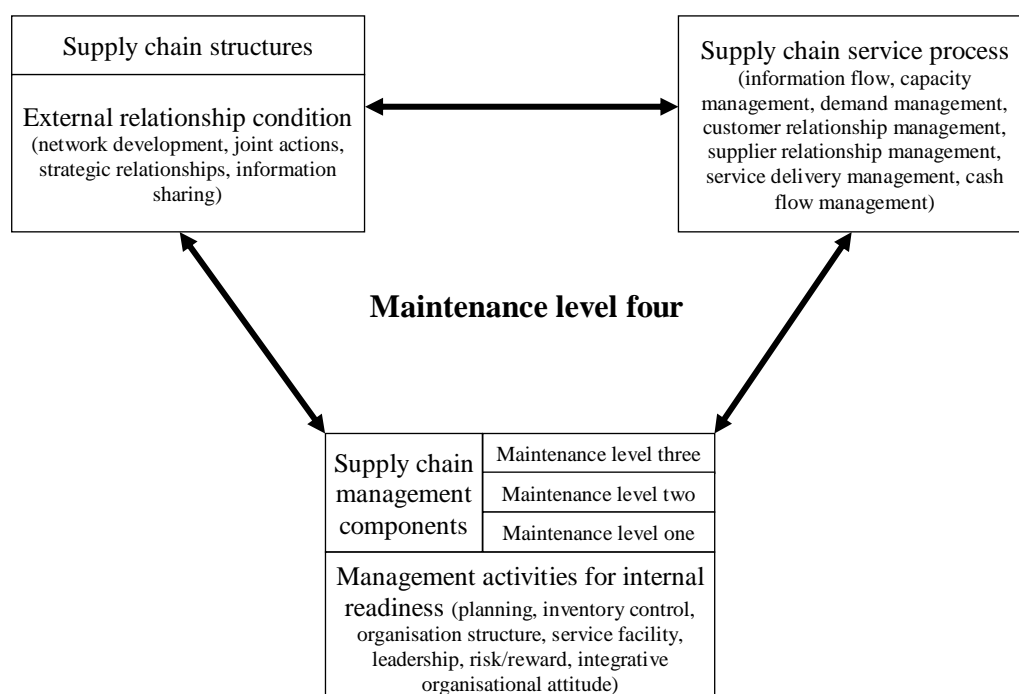 Supply chain structures
External relationship condition
(network development, joint actions,
strategic relationships, information
sharing)
Supply chain service process
(information flow, capacity
management, demand management,
customer relationship management,
supplier relationship management,
service delivery management, cash
flow management)
Maintenance level four
Supply chain
management
components
Maintenance level three
Maintenance level two
Maintenance level one
Management activities for internal
readiness (planning, inventory control,
organisation structure, service facility,
leadership, risk/reward, integrative
organisational attitude)